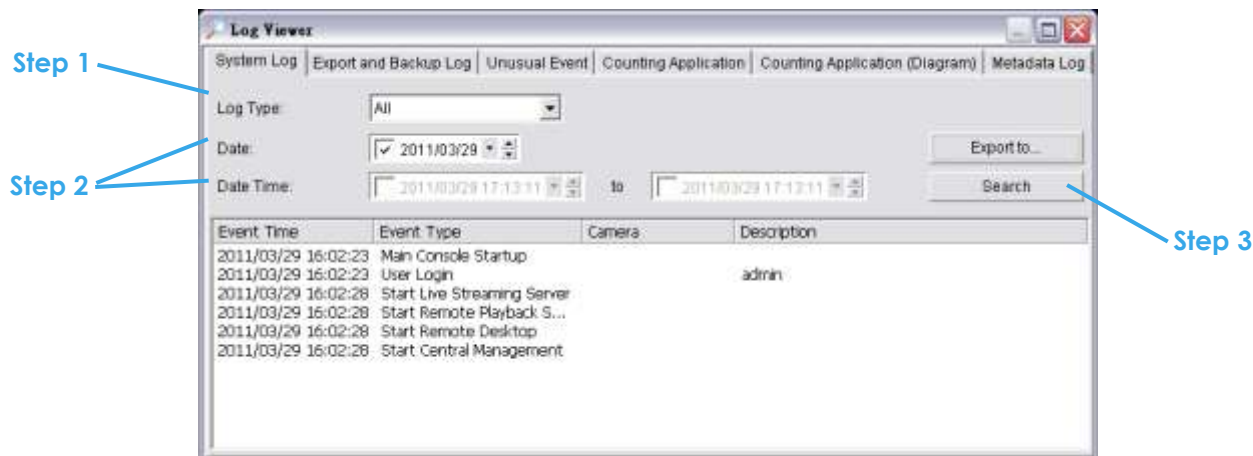 Log Viewer
System Log Export and Backup Log Unusual Event Counting Application Counting Application (Diagram) Metadata Log
Step 1
Log Type: All
Date: 2011/03/29 Export to...
Step 2
Date Time: 2011/03/29 17:13:11 to 2011/03/29 17:13:11 Search
Step 3
Event Time Event Type Camera Description
2011/03/29 16:02:23 Main Console Startup
2011/03/29 16:02:23 User Login admin
2011/03/29 16:02:28 Start Live Streaming Server
2011/03/29 16:02:28 Start Remote Playback S...
2011/03/29 16:02:28 Start Remote Desktop
2011/03/29 16:02:28 Start Central Management